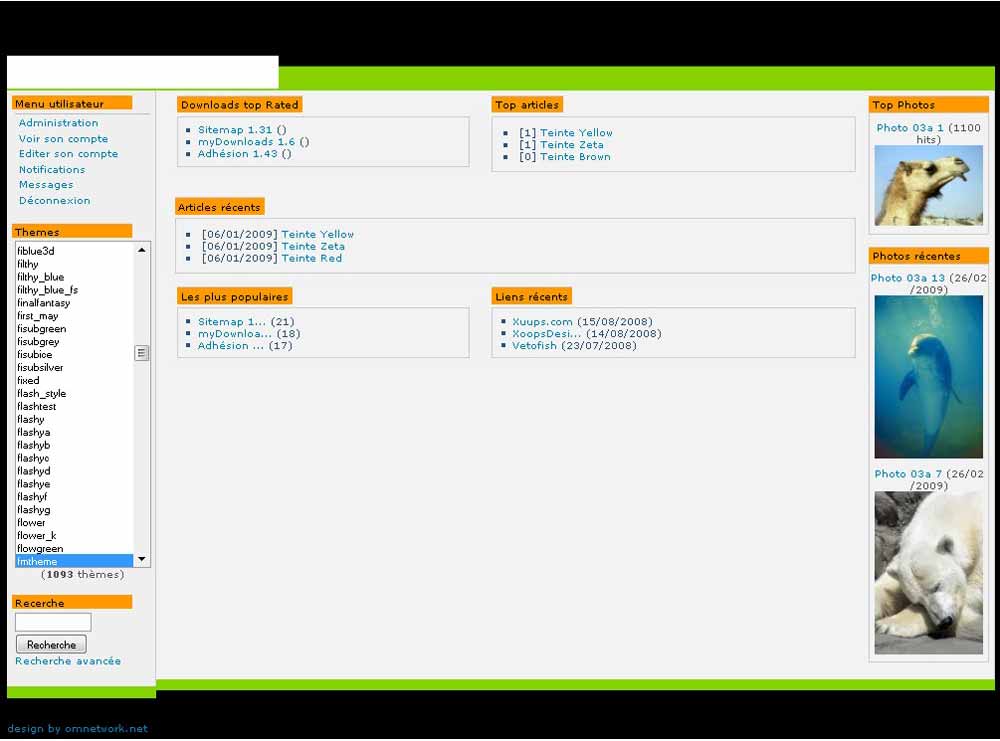 Menu utilisateur
Administration
Voir son compte
Editer son compte
Notifications
Messages
Déconnexion
Themes
fiblue3d
filthy
filthy_blue
filthy_blue_fs
finalfantasy
first_may
fisubgreen
fisubgrey
fisubice
fisubsilver
fixed
flash_style
flashtest
flashy
flashya
flashyb
flashyc
flashyd
flashye
flashyf
flashyg
flower
flower_k
flowgreen
fmtheme
(1093 thèmes)
Recerche
Recherche
Recherche avancée
Downloads top Rated
Sitemap 1.31 ()
myDownloads 1.6 ()
Adhésion 1.43 ()
Top articles
[1] Teinte Yellow
[1] Teinte Zeta
[0] Teinte Brown
Articles récents
[06/01/2009] Teinte Yellow
[06/01/2009] Teinte Zeta
[06/01/2009] Teinte Red
Les plus populaires
Sitemap 1... (21)
myDownloa... (18)
Adhésion ... (17)
Liens récents
Xuups.com (15/08/2008)
XoopsDesi... (14/08/2008)
Vetofish (23/07/2008)
Top Photos
Photo 03a 1 (1100
hits)
Photos récentes
Photo 03a 13 (26/02
/2009)
Photo 03a 7 (26/02
/2009)
design by omnetwork.net